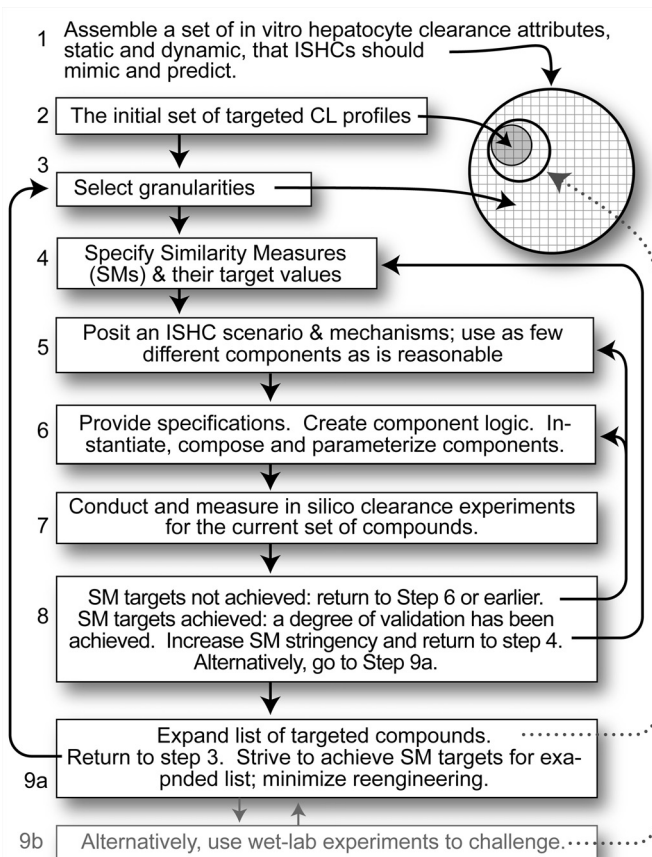 1 Assemble a set of in vitro hepatocyte clearance attributes,
static and dynamic, that ISHCs should
mimic and predict.
2 The initial set of targeted CL profiles
3 Select granularities
4 Specify Similarity Measures
(SMs) & their target values
5 Posit an ISHC scenario & mechanisms; use as few
different components as is reasonable
6 Provide specifications. Create component logic. In-
stantiate, compose and parameterize components.
7 Conduct and measure in silico clearance experiments
for the current set of compounds.
8 SM targets not achieved: return to Step 6 or earlier.
SM targets achieved: a degree of validation has been
achieved. Increase SM stringency and return to step 4.
Alternatively, go to Step 9a.
9a Expand list of targeted compounds.
Return to step 3. Strive to achieve SM targets for exa-
pnded list; minimize reengineering.
9b Alternatively, use wet-lab experiments to challenge.